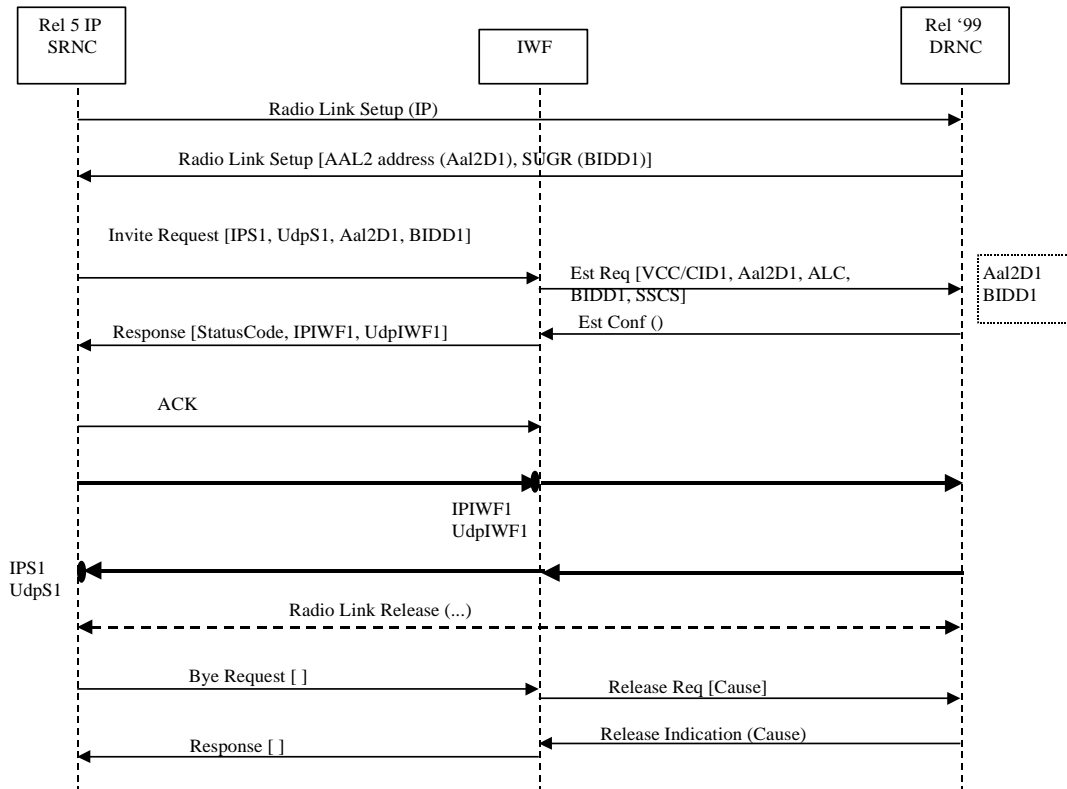 Rel 5 IP
SRNC
IWF
Rel ‘99
DRNC
Radio Link Setup (IP)
Radio Link Setup [AAL2 address (Aal2D1), SUGR (BIDD1)]
Invite Request [IPS1, UdpS1, Aal2D1, BIDD1]
Est Req [VCC/CID1, Aal2D1, ALC,
BIDD1, SSCS]
Aal2D1
BIDD1
Est Conf ()
Response [StatusCode, IPIWF1, UdpIWF1]
ACK
IPIWF1
UdpIWF1
IPS1
UdpS1
Radio Link Release (...)
Bye Request [ ]
Release Req [Cause]
Release Indication (Cause)
Response [ ]